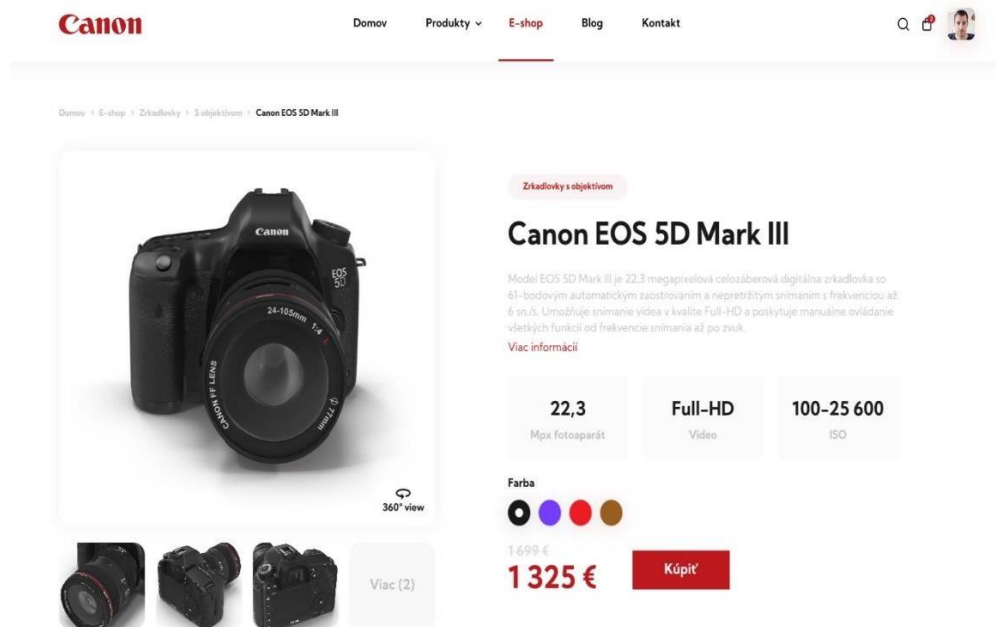 Canon
Domov
Produkty
E-shop
Blog
Kontakt
Domov > E-shop > Zrkadlovky > S objektívom > Canon EOS 5D Mark III
Canon
EOS
5D
24-105mm 1:4 L
CANON FF LENS
77mm
360° view
Viac (2)
Zrkadlovky s objektívom
Canon EOS 5D Mark III
Model EOS 5D Mark III je 22,3 megapixelová celozáberová digitálna zrkadlovka so
61-bodovým automatickým zaostrovaním a nepretržitým snímaním s frekvenciou až
6 sn./s. Umožňuje snímanie videa v kvalite Full-HD a poskytuje manuálne ovládanie
všetkých funkcií od frekvencie snímania až po zvuk.
Viac informácií
22,3
Mpx fotoaparát
Full-HD
Video
100-25 600
ISO
Farba
1 699 €
1 325 €
Kúpiť